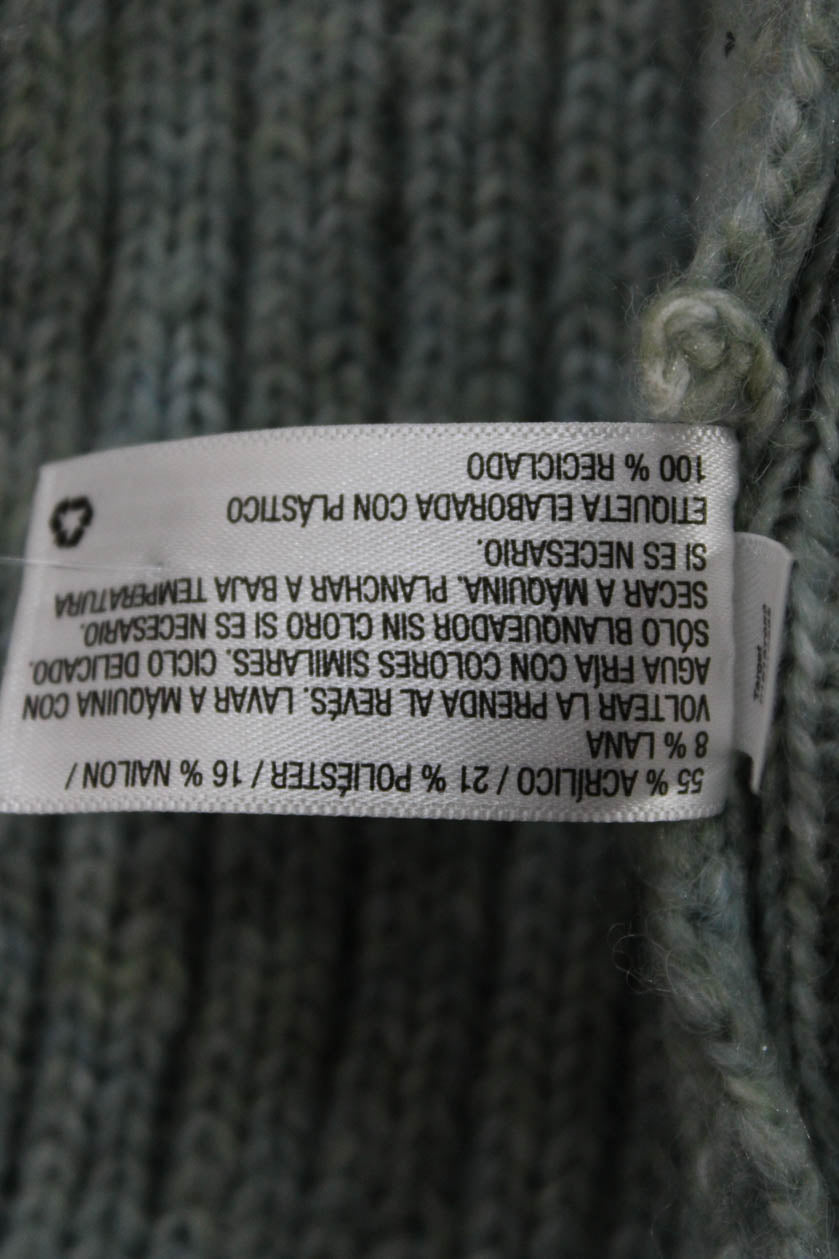 55 % ACRÍLICO / 21 % POLIÉSTER / 16 % NAILON /
8 % LANA
VOLTEAR LA PRENDA AL REVÉS. LAVAR A MÁQUINA CON
AGUA FRÍA CON COLORES SIMILARES. CICLO DELICADO.
SÓLO BLANQUEADOR SIN CLORO SI ES NECESARIO.
SECAR A MÁQUINA. PLANCHAR A BAJA TEMPERATURA
SI ES NECESARIO.
ETIQUETA ELABORADA CON PLÁSTICO
100 % RECICLADO
Target